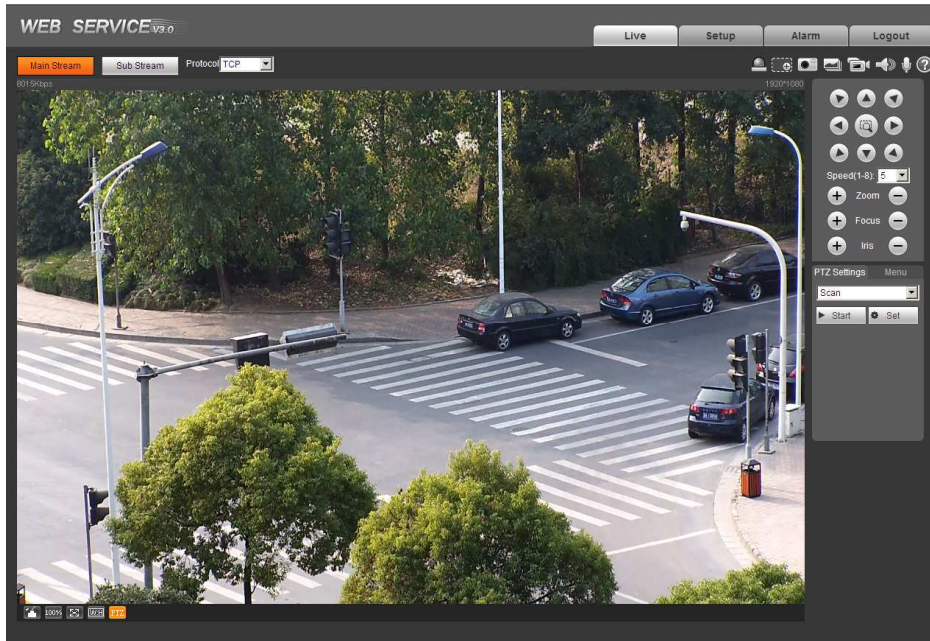 WEB SERVICE V3.0
Live Setup Alarm Logout
Main Stream Sub Stream Protocol TCP
8015Kbps 1920*1080
Speed(1-8): 5
Zoom
Focus
Iris
PTZ Settings Menu
Scan
Start Set
100% PTZ